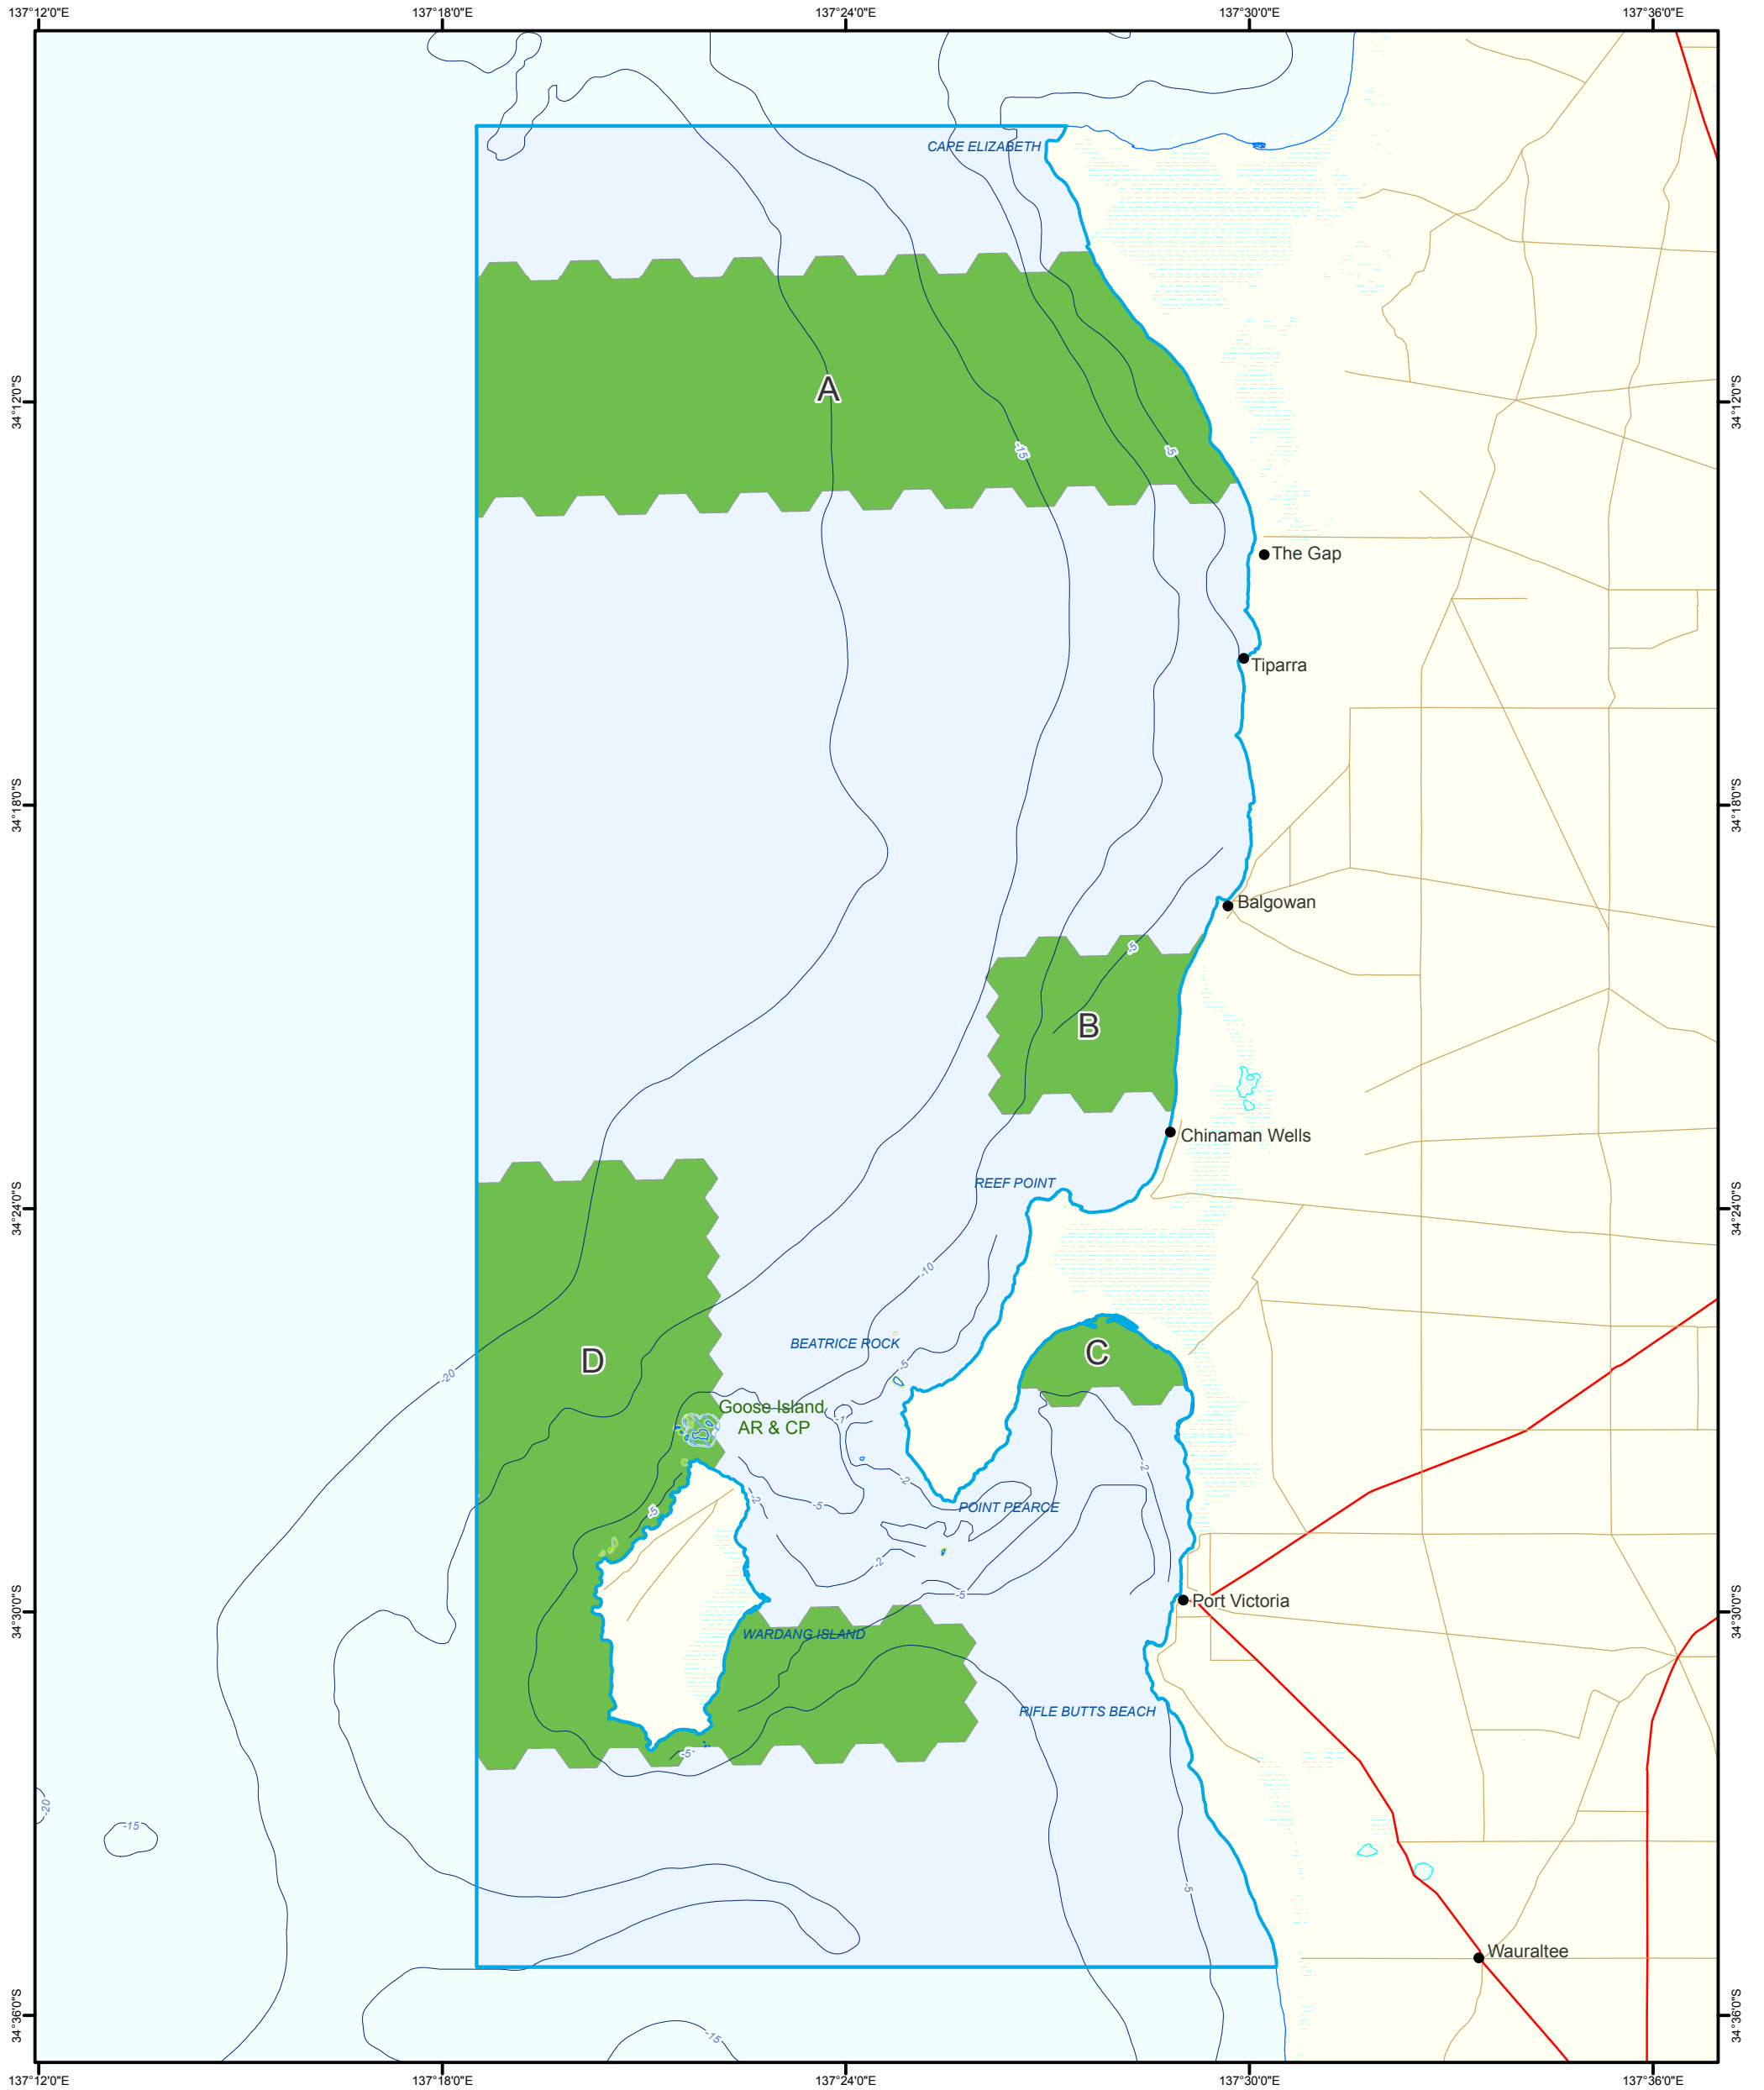 137°12'0"E
137°18'0"E
137°24'0"E
137°30'0"E
137°36'0"E
CAPE ELIZABETH
A
34°12'0"S
34°12'0"S
-15
-5
The Gap
Tiparra
34°18'0"S
34°18'0"S
Balgowan
-5
B
Chinaman Wells
REEF POINT
34°24'0"S
34°24'0"S
-10
BEATRICE ROCK
C
D
-5
-20
Goose Island
AR & CP
-1
-2
-2
-2
-5
-5
POINT PEARCE
-2
-5
Port Victoria
34°30'0"S
34°30'0"S
WARDANG ISLAND
RIFLE BUTTS BEACH
-5
-20
-15
-5
Wauraltee
34°36'0"S
34°36'0"S
-15
137°12'0"E
137°18'0"E
137°24'0"E
137°30'0"E
137°36'0"E